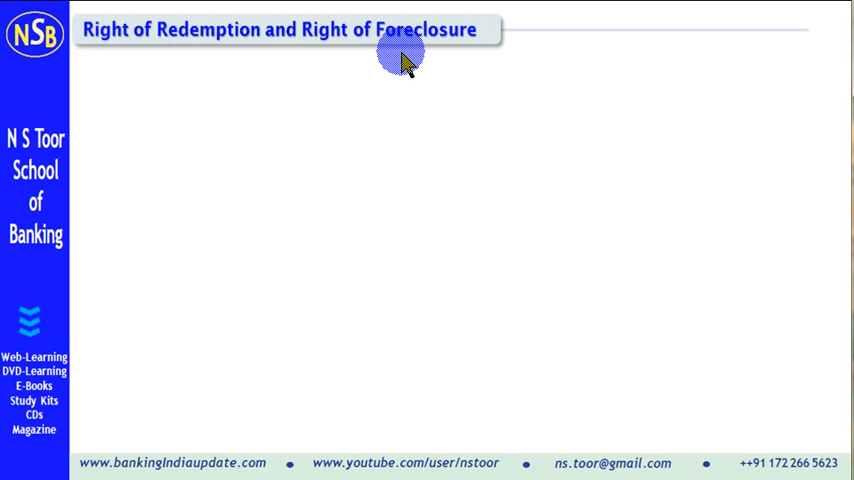 NSB
Right of Redemption and Right of Foreclosure
N S Toor
School
of
Banking
Web-Learning
DVD-Learning
E-Books
Study Kits
CDs
Magazine
www.bankingIndiaupdate.com ● www.youtube.com/user/nstoor ● ns.toor@gmail.com ● ++91 172 266 5623